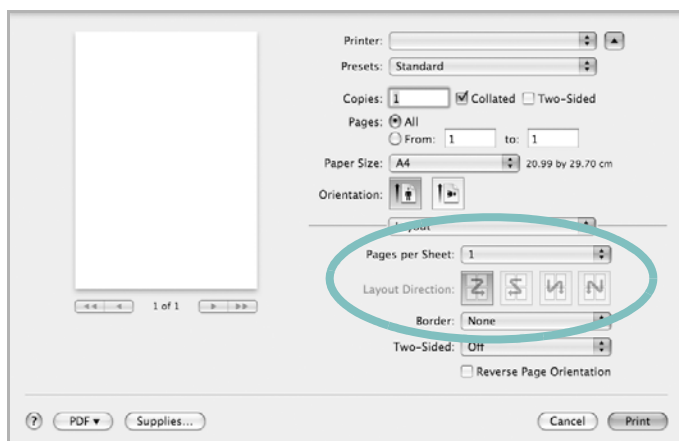 Printer:
Presets: Standard
Copies: 1 Collated Two-Sided
Pages: All
From: 1 to: 1
Paper Size: A4 20.99 by 29.70 cm
Orientation:
Layout
Pages per Sheet: 1
Layout Direction:
1 of 1
Border: None
Two-Sided: Off
Reverse Page Orientation
? PDF Supplies... Cancel Print